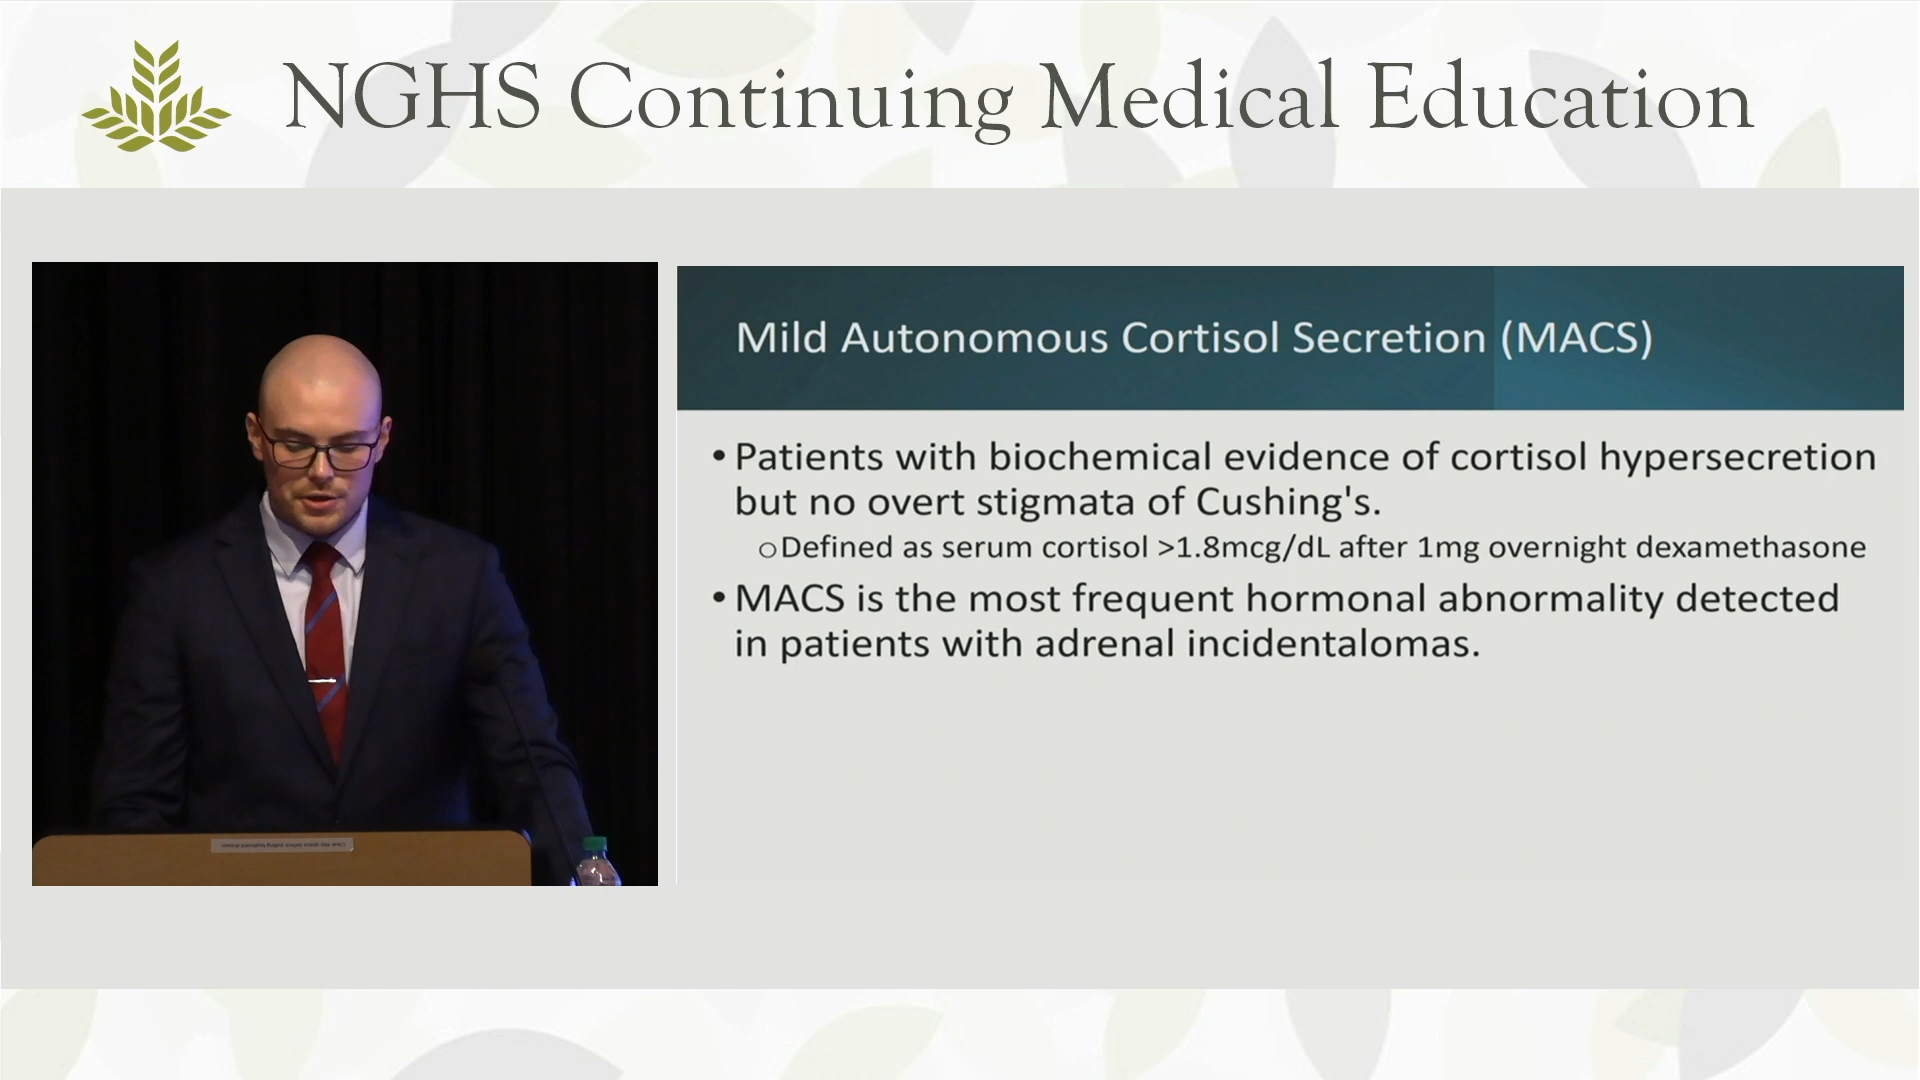 NGHS Continuing Medical Education
Mild Autonomous Cortisol Secretion (MACS)
• Patients with biochemical evidence of cortisol hypersecretion
but no overt stigmata of Cushing's.
○ Defined as serum cortisol >1.8mcg/dL after 1mg overnight dexamethasone
• MACS is the most frequent hormonal abnormality detected
in patients with adrenal incidentalomas.